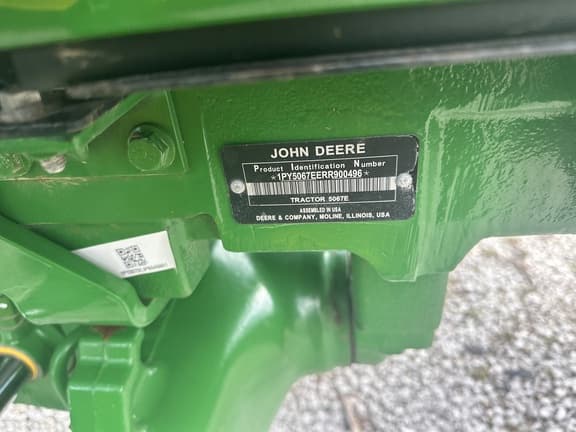 JOHN DEERE
Product Identification Number
*1PY5067EERR900496*
TRACTOR 5067E
ASSEMBLED IN USA
DEERE & COMPANY, MOLINE, ILLINOIS, USA